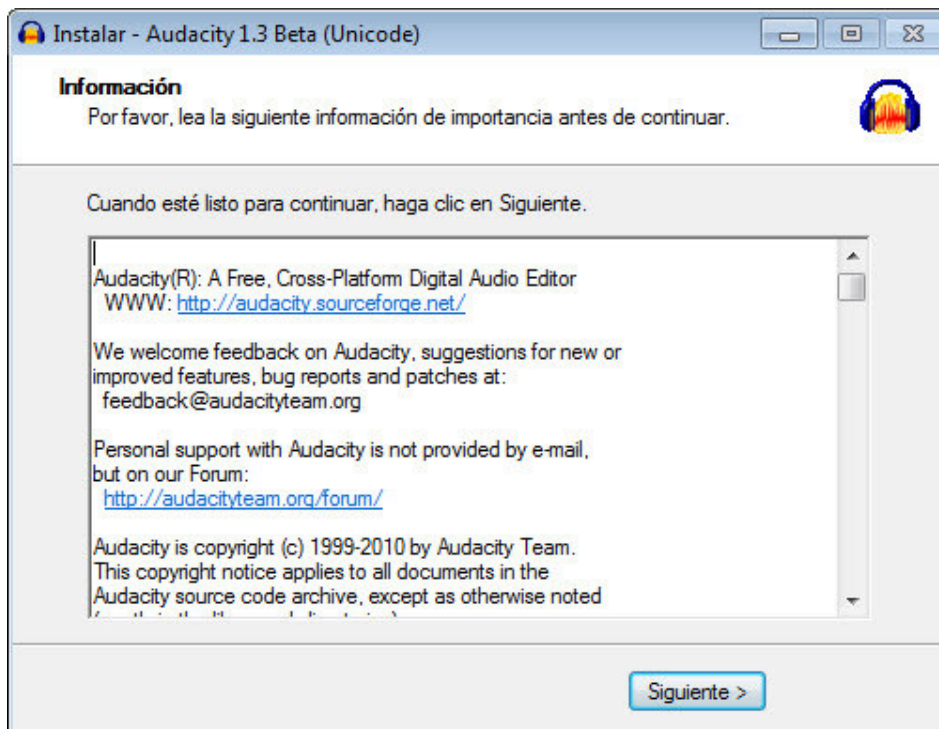 Instalar - Audacity 1.3 Beta (Unicode)
Información
Por favor, lea la siguiente información de importancia antes de continuar.
Cuando esté listo para continuar, haga clic en Siguiente.
Audacity(R): A Free, Cross-Platform Digital Audio Editor
WWW: http://audacity.sourceforge.net/
We welcome feedback on Audacity, suggestions for new or
improved features, bug reports and patches at:
feedback@audacityteam.org
Personal support with Audacity is not provided by e-mail,
but on our Forum:
http://audacityteam.org/forum/
Audacity is copyright (c) 1999-2010 by Audacity Team.
This copyright notice applies to all documents in the
Audacity source code archive, except as otherwise noted
Siguiente >